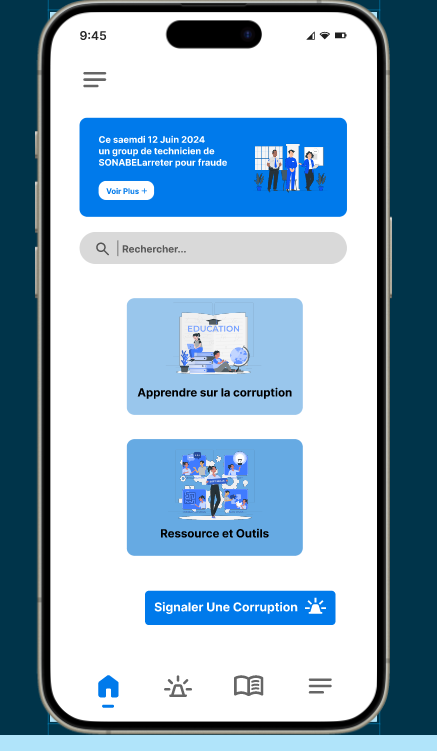 9:45
Ce saemdi 12 Juin 2024
un group de technicien de
SONABELarreter pour fraude
Voir Plus +
Rechercher...
EDUCATION
Apprendre sur la corruption
Ressource et Outils
Signaler Une Corruption